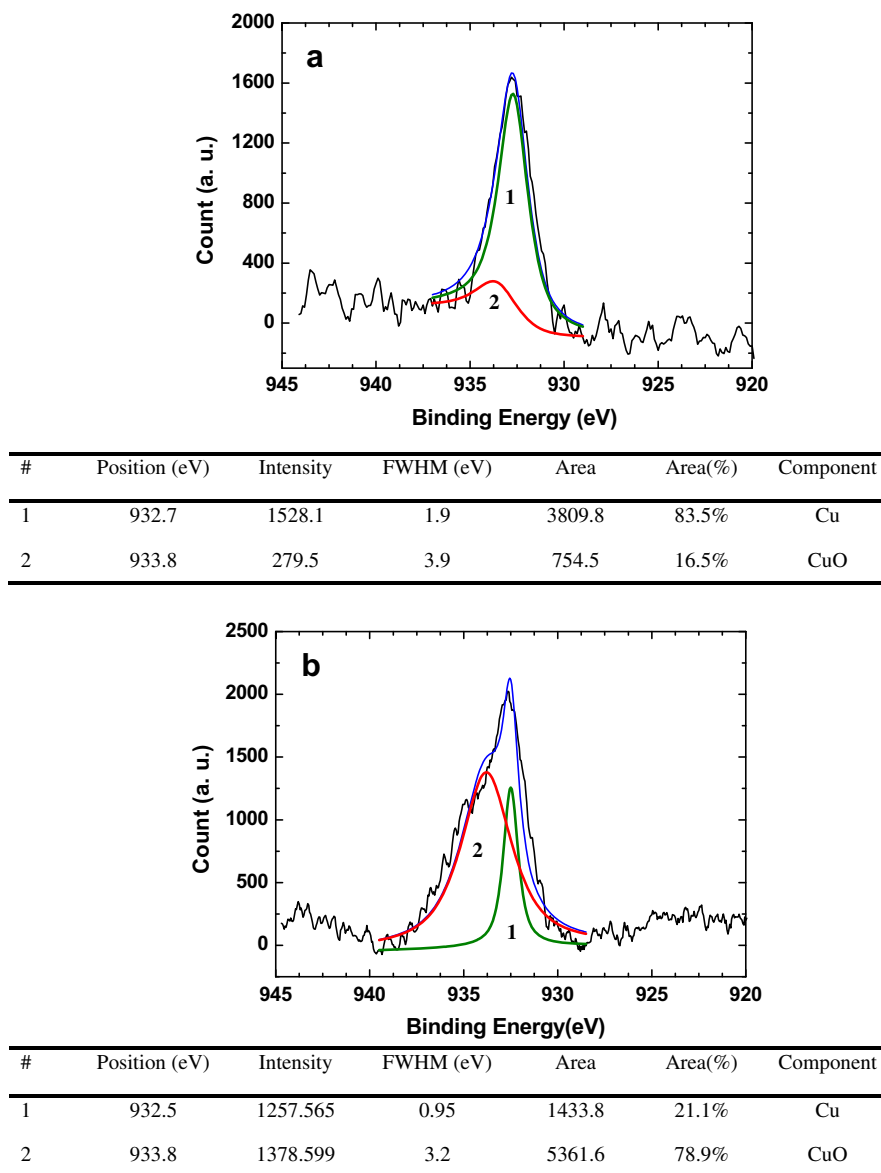 a
2000
1600
1200
800
400
0
Count (a. u.)
1
2
945 940 935 930 925 920
Binding Energy (eV)
# Position (eV) Intensity FWHM (eV) Area Area(%) Component
1 932.7 1528.1 1.9 3809.8 83.5% Cu
2 933.8 279.5 3.9 754.5 16.5% CuO
b
2500
2000
1500
1000
500
0
Count (a. u.)
2
1
945 940 935 930 925 920
Binding Energy(eV)
# Position (eV) Intensity FWHM (eV) Area Area(%) Component
1 932.5 1257.565 0.95 1433.8 21.1% Cu
2 933.8 1378.599 3.2 5361.6 78.9% CuO